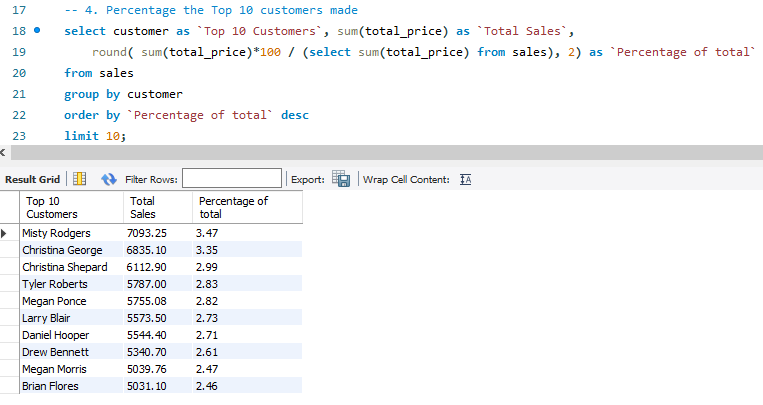 17 -- 4. Percentage the Top 10 customers made
18 select customer as `Top 10 Customers`, sum(total_price) as `Total Sales`,
19 round( sum(total_price)*100 / (select sum(total_price) from sales), 2) as `Percentage of total`
20 from sales
21 group by customer
22 order by `Percentage of total` desc
23 limit 10;
Result Grid Filter Rows: Export: Wrap Cell Content: IA
Top 10 Total Percentage of
Customers Sales total
Misty Rodgers 7093.25 3.47
Christina George 6835.10 3.35
Christina Shepard 6112.90 2.99
Tyler Roberts 5787.00 2.83
Megan Ponce 5755.08 2.82
Larry Blair 5573.50 2.73
Daniel Hooper 5544.40 2.71
Drew Bennett 5340.70 2.61
Megan Morris 5039.76 2.47
Brian Flores 5031.10 2.46